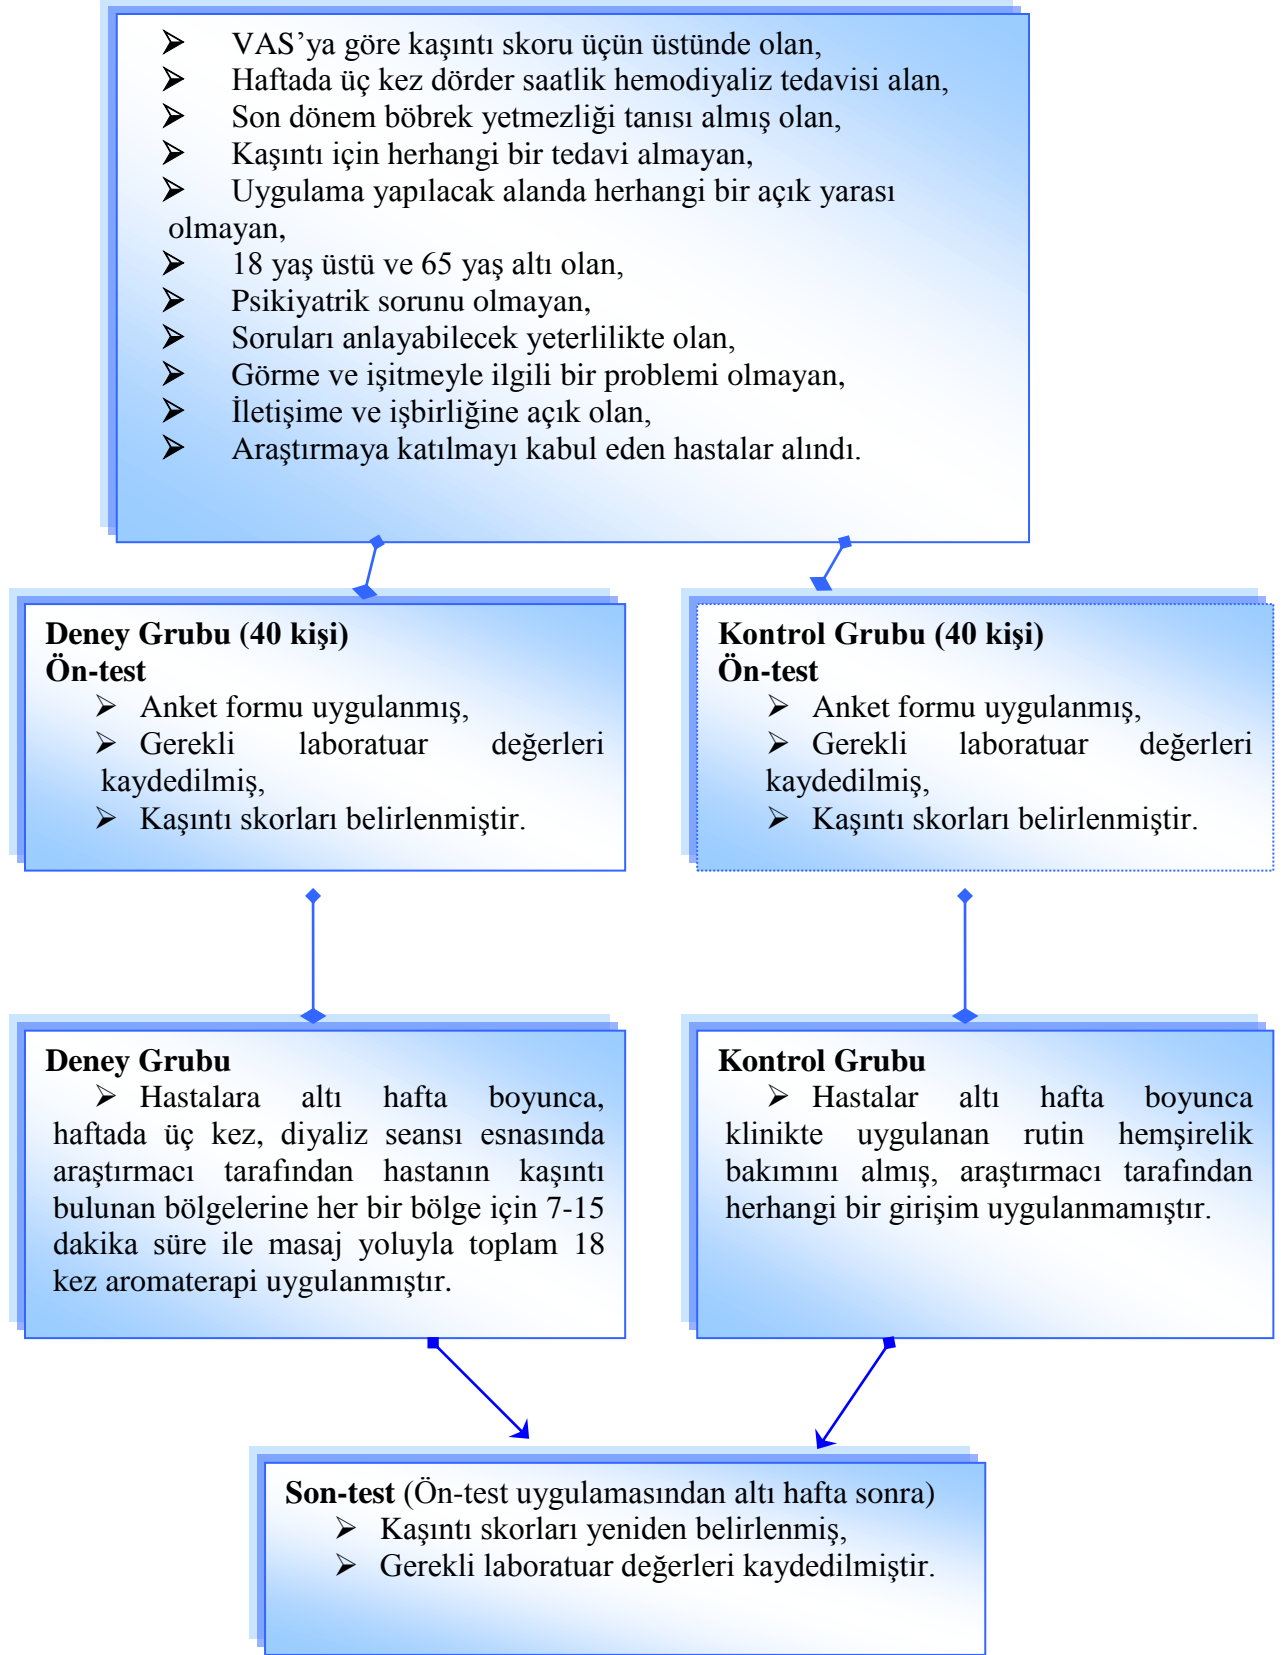 ➢ VAS’ya göre kaşıntı skoru üçün üstünde olan,
➢ Haftada üç kez dörder saatlik hemodiyaliz tedavisi alan,
➢ Son dönem böbrek yetmezliği tanısı almış olan,
➢ Kaşıntı için herhangi bir tedavi almayan,
➢ Uygulama yapılacak alanda herhangi bir açık yarası
olmayan,
➢ 18 yaş üstü ve 65 yaş altı olan,
➢ Psikiyatrik sorunu olmayan,
➢ Soruları anlayabilecek yeterlilikte olan,
➢ Görme ve işitmeyle ilgili bir problemi olmayan,
➢ İletişime ve işbirliğine açık olan,
➢ Araştırmaya katılmayı kabul eden hastalar alındı.
Deney Grubu (40 kişi)
Ön-test
➢ Anket formu uygulanmış,
➢ Gerekli laboratuar değerleri
kaydedilmiş,
➢ Kaşıntı skorları belirlenmiştir.
Kontrol Grubu (40 kişi)
Ön-test
➢ Anket formu uygulanmış,
➢ Gerekli laboratuar değerleri
kaydedilmiş,
➢ Kaşıntı skorları belirlenmiştir.
Deney Grubu
➢ Hastalara altı hafta boyunca,
haftada üç kez, diyaliz seansı esnasında
araştırmacı tarafından hastanın kaşıntı
bulunan bölgelerine her bir bölge için 7-15
dakika süre ile masaj yoluyla toplam 18
kez aromaterapi uygulanmıştır.
Kontrol Grubu
➢ Hastalar altı hafta boyunca
klinikte uygulanan rutin hemşirelik
bakımını almış, araştırmacı tarafından
herhangi bir girişim uygulanmamıştır.
Son-test (Ön-test uygulamasından altı hafta sonra)
➢ Kaşıntı skorları yeniden belirlenmiş,
➢ Gerekli laboratuar değerleri kaydedilmiştir.